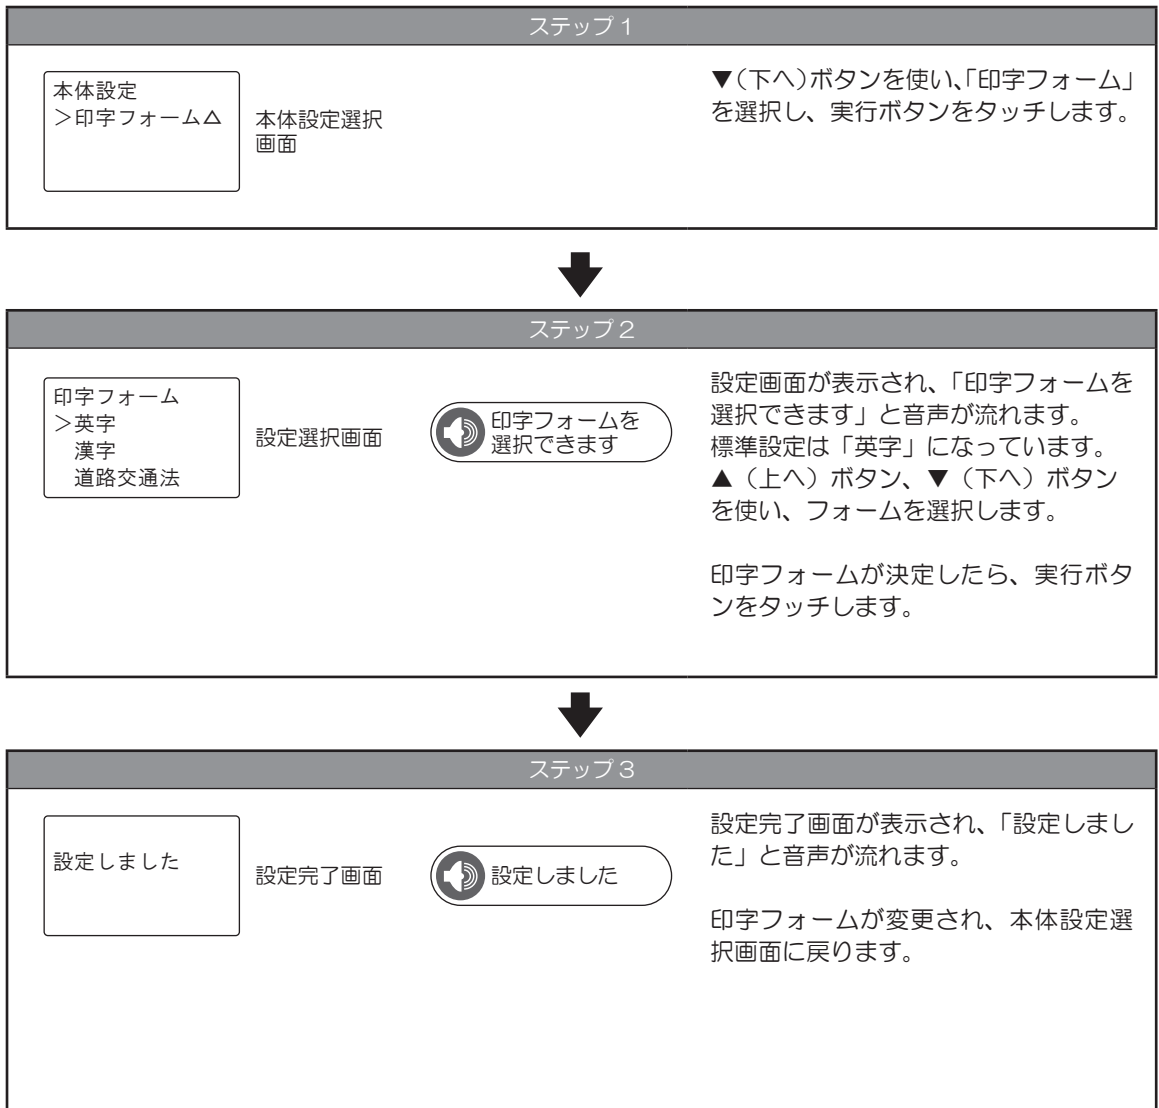 ステップ1
本体設定
＞印字フォーム△
本体設定選択
画面
▼（下へ）ボタンを使い、「印字フォーム」
を選択し、実行ボタンをタッチします。
ステップ2
印字フォーム
＞英字
漢字
道路交通法
設定選択画面
印字フォームを
選択できます
設定画面が表示され、「印字フォームを
選択できます」と音声が流れます。
標準設定は「英字」になっています。
▲（上へ）ボタン、▼（下へ）ボタン
を使い、フォームを選択します。
印字フォームが決定したら、実行ボタ
ンをタッチします。
ステップ3
設定しました
設定完了画面
設定しました
設定完了画面が表示され、「設定しまし
た」と音声が流れます。
印字フォームが変更され、本体設定選
択画面に戻ります。